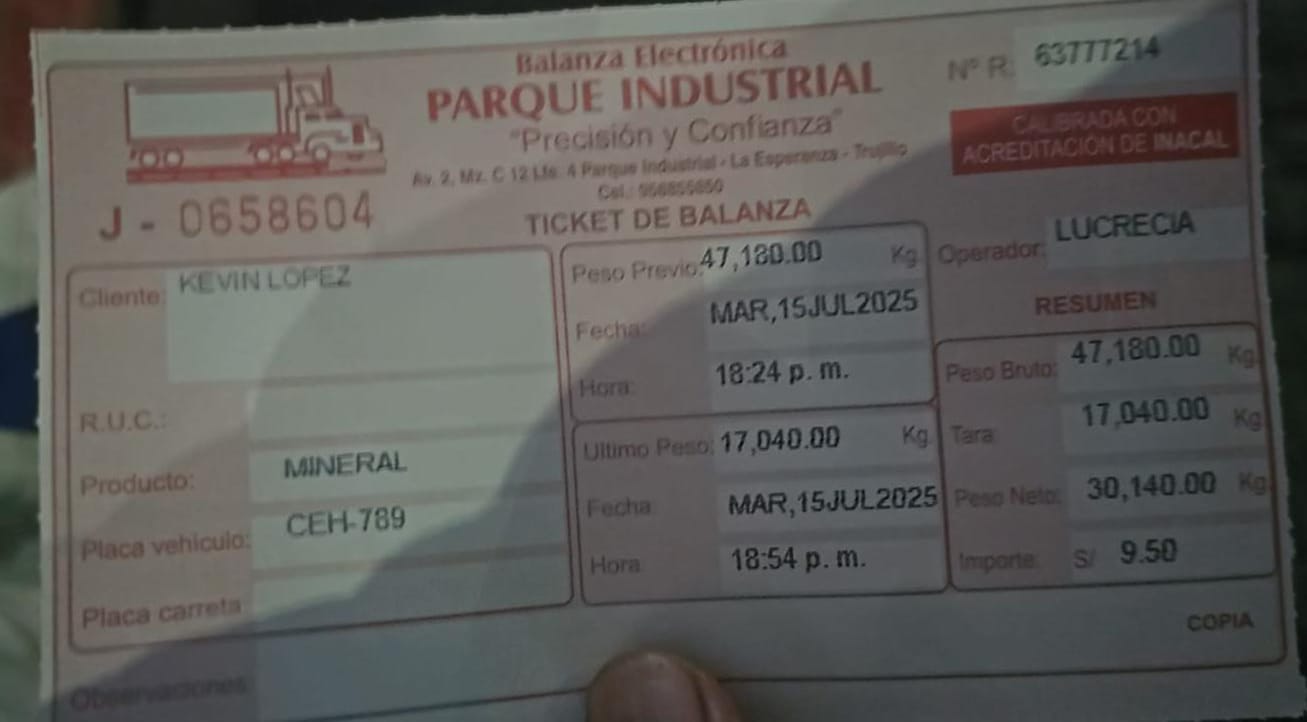 Balanza Electrónica
PARQUE INDUSTRIAL
"Precisión y Confianza"
Av. 2, Mz. C 12 Lts. 4 Parque Industrial - La Esperanza - Trujillo
Cel.: 956855650
Nº R: 63777214
CALIBRADA CON
ACREDITACIÓN DE INACAL
J - 0658604
TICKET DE BALANZA
Cliente: KEVIN LOPEZ
R.U.C.:
Producto: MINERAL
Placa vehiculo: CEH-789
Placa carreta
Observaciones
Peso Previo: 47,180.00 Kg
Fecha: MAR,15JUL2025
Hora: 18:24 p. m.
Ultimo Peso: 17,040.00 Kg
Fecha MAR,15JUL2025
Hora 18:54 p. m.
Operador: LUCRECIA
RESUMEN
Peso Bruto: 47,180.00 Kg
Tara: 17,040.00 Kg
Peso Neto: 30,140.00 Kg
Importe: S/ 9.50
COPIA